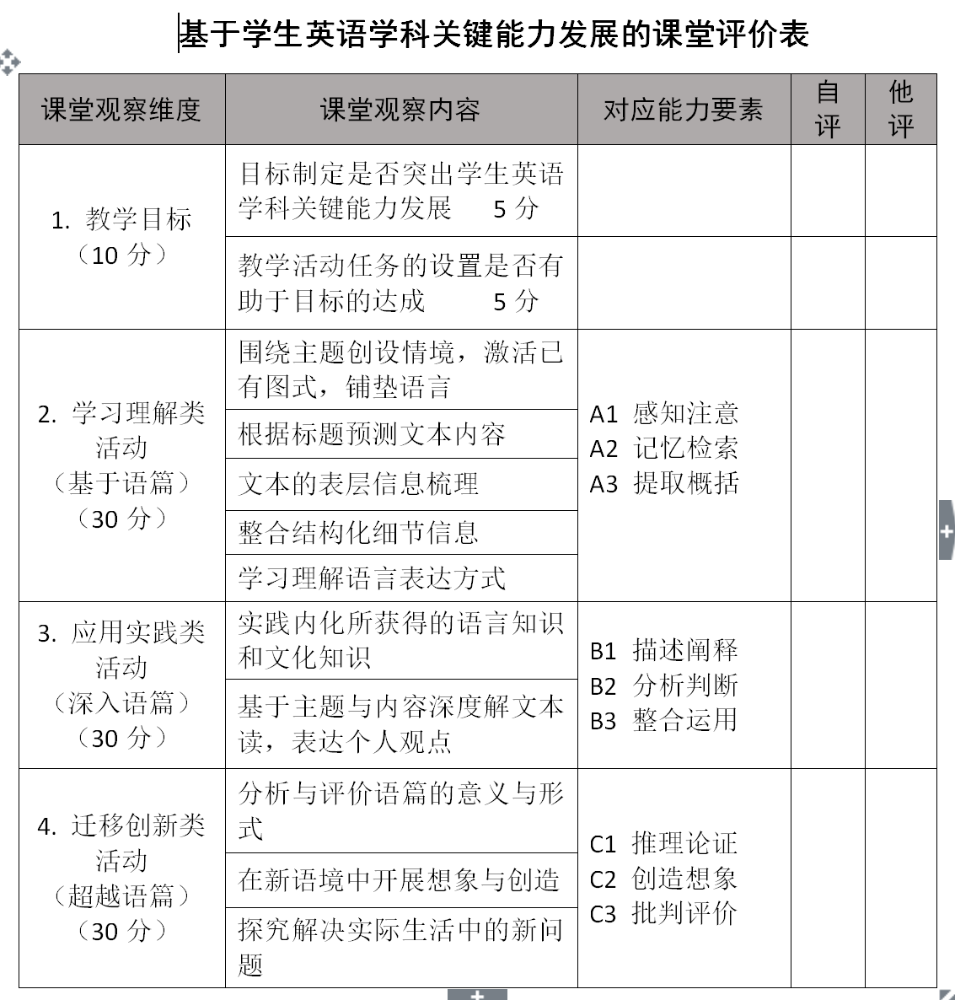 基于学生英语学科关键能力发展的课堂评价表
课堂观察维度
课堂观察内容
对应能力要素
自
评
他
评
1. 教学目标
（10 分）
目标制定是否突出学生英语
学科关键能力发展 5 分
教学活动任务的设置是否有
助于目标的达成 5 分
2. 学习理解类
活动
（基于语篇）
（30 分）
围绕主题创设情境，激活已
有图式，铺垫语言
根据标题预测文本内容
文本的表层信息梳理
整合结构化细节信息
学习理解语言表达方式
A1 感知注意
A2 记忆检索
A3 提取概括
3. 应用实践类
活动
（深入语篇）
（30 分）
实践内化所获得的语言知识
和文化知识
基于主题与内容深度解文本
读，表达个人观点
B1 描述阐释
B2 分析判断
B3 整合运用
4. 迁移创新类
活动
（超越语篇）
（30 分）
分析与评价语篇的意义与形
式
在新语境中开展想象与创造
探究解决实际生活中的新问
题
C1 推理论证
C2 创造想象
C3 批判评价